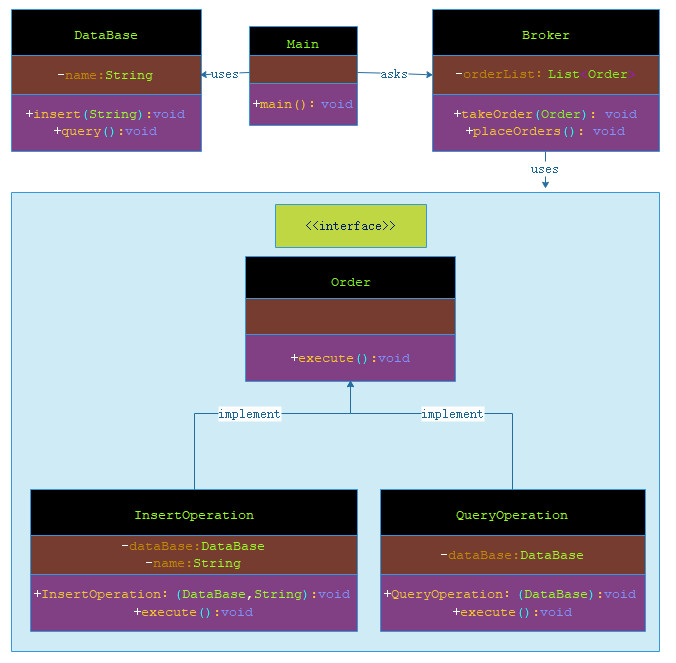 DataBase
-name:String
+insert(String):void
+query():void
uses
Main
+main(): void
asks
Broker
-orderList: List<Order>
+takeOrder(Order): void
+placeOrders(): void
uses
<<interface>>
Order
+execute():void
implement
implement
InsertOperation
-dataBase:DataBase
-name:String
+InsertOperation: (DataBase,String):void
+execute():void
QueryOperation
-dataBase:DataBase
+QueryOperation: (DataBase):void
+execute():void